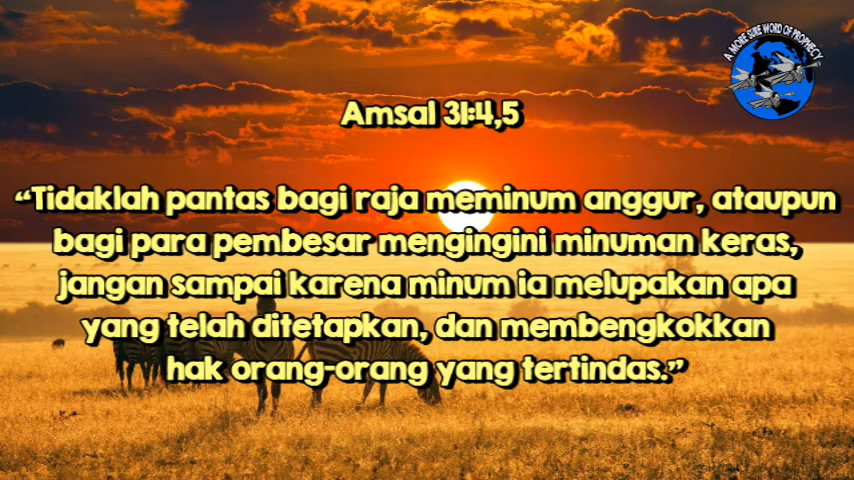 A MORE SURE WORD OF PROPHECY
Amsal 31:4,5
“Tidaklah pantas bagi raja meminum anggur, ataupun
bagi para pembesar mengingini minuman keras,
jangan sampai karena minum ia melupakan apa
yang telah ditetapkan, dan membengkokkan
hak orang-orang yang tertindas.”